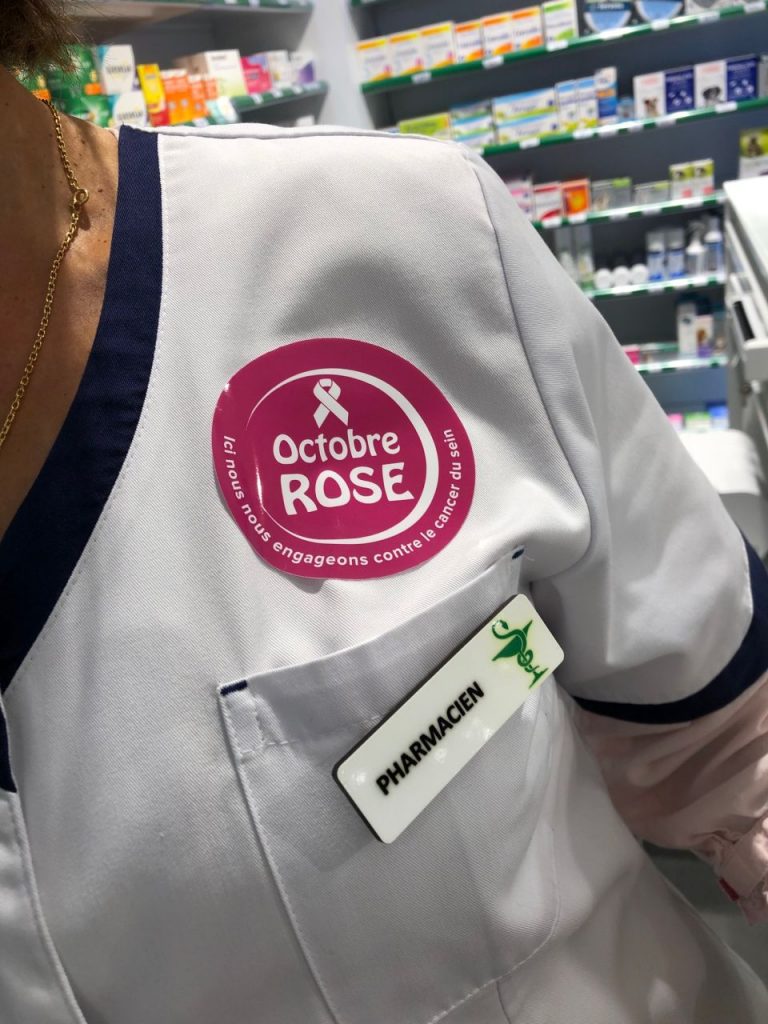 Octobre
ROSE
Ici nous nous engageons contre le cancer du sein
PHARMACIEN